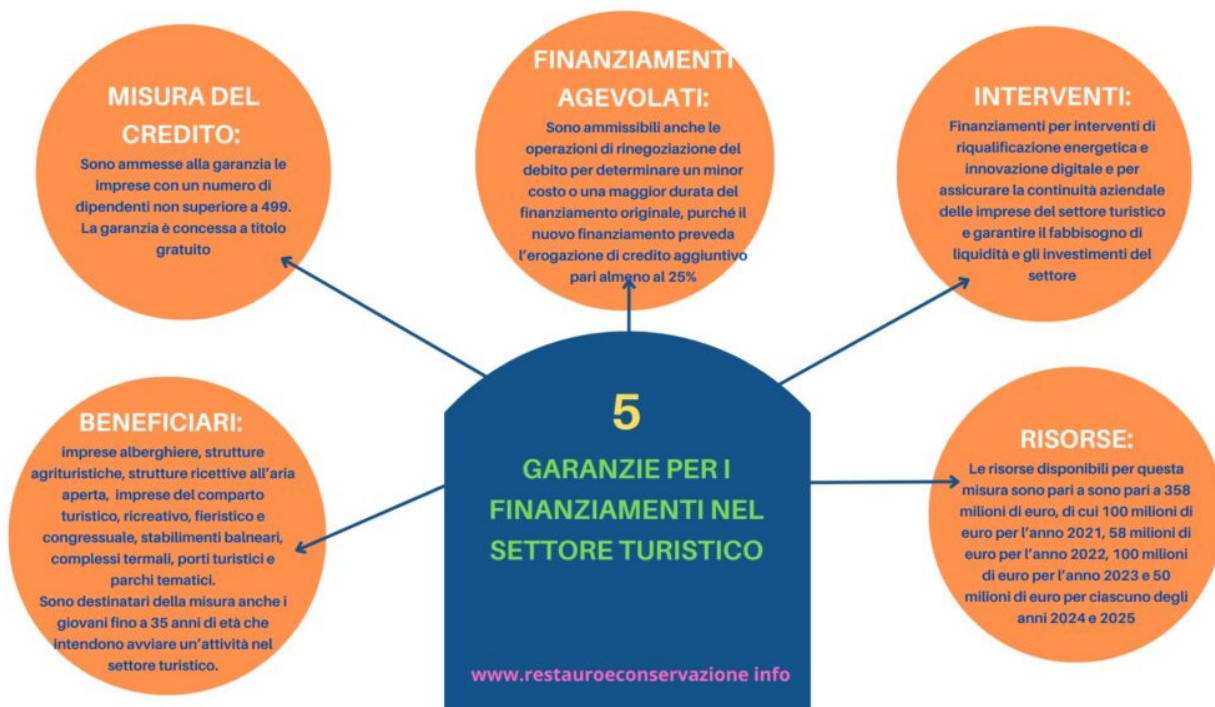 MISURA DEL
CREDITO:
Sono ammesse alla garanzia le
imprese con un numero di
dipendenti non superiore a 499.
La garanzia è concessa a titolo
gratuito
FINANZIAMENTI
AGEVOLATI:
Sono ammissibili anche le
operazioni di rinegoziazione del
debito per determinare un minor
costo o una maggior durata del
finanziamento originale, purché il
nuovo finanziamento preveda
l'erogazione di credito aggiuntivo
pari almeno al 25%
INTERVENTI:
Finanziamenti per interventi di
riqualificazione energetica e
innovazione digitale e per
assicurare la continuità aziendale
delle imprese del settore turistico
e garantire il fabbisogno di
liquidità e gli investimenti del
settore
BENEFICIARI:
imprese alberghiere, strutture
agrituristiche, strutture ricettive all'aria
aperta, imprese del comparto
turistico, ricreativo, fieristico e
congressuale, stabilimenti balneari,
complessi termali, porti turistici e
parchi tematici.
Sono destinatari della misura anche i
giovani fino a 35 anni di età che
intendono avviare un'attività nel
settore turistico.
5
GARANZIE PER I
FINANZIAMENTI NEL
SETTORE TURISTICO
www.restauroeconservazione info
RISORSE:
Le risorse disponibili per questa
misura sono pari a sono pari a 358
milioni di euro, di cui 100 milioni di
euro per l'anno 2021, 58 milioni di
euro per l'anno 2022, 100 milioni
di euro per l'anno 2023 e 50
milioni di euro per ciascuno degli
anni 2024 e 2025